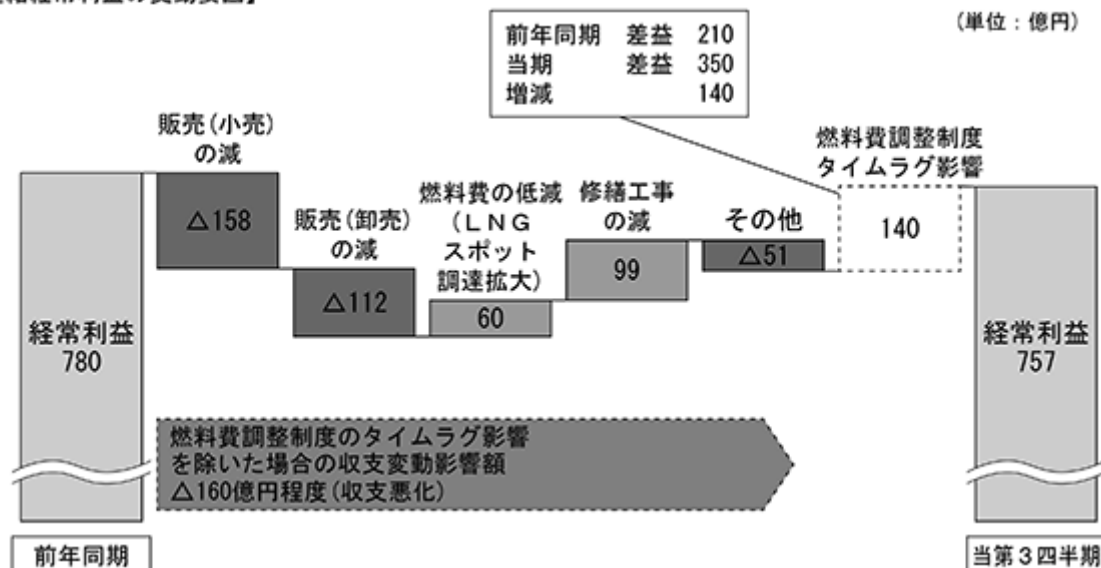 (単位：億円)
前年同期 差益 210
当期 差益 350
増減 140
販売(小売)
の減
△158
販売(卸売)
の減
△112
燃料費の低減
(ＬＮＧ
スポット
調達拡大)
60
修繕工事
の減
99
その他
△51
燃料費調整制度
タイムラグ影響
140
経常利益
780
経常利益
757
燃料費調整制度のタイムラグ影響
を除いた場合の収支変動影響額
△160億円程度(収支悪化)
前年同期
当第３四半期